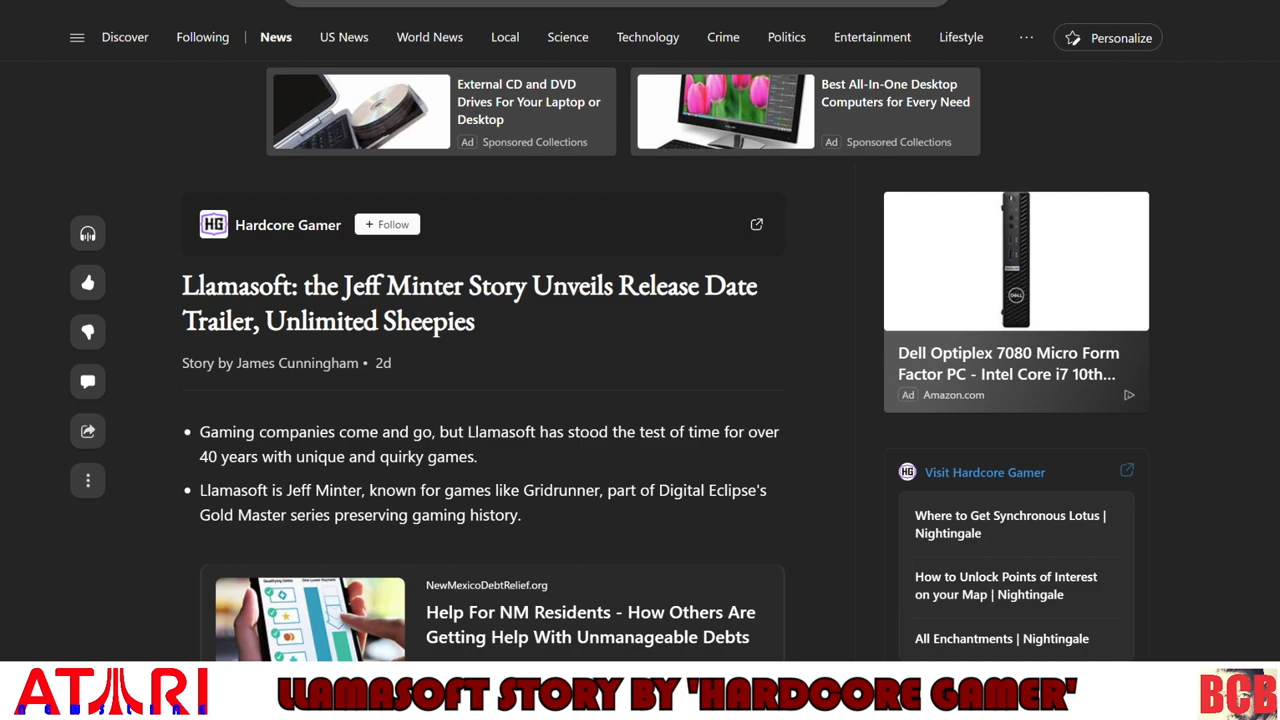 Discover Following News US News World News Local Science Technology Crime Politics Entertainment Lifestyle ... Personalize
External CD and DVD
Drives For Your Laptop or
Desktop
Ad Sponsored Collections
Best All-In-One Desktop
Computers for Every Need
Ad Sponsored Collections
HG Hardcore Gamer + Follow
Llamasoft: the Jeff Minter Story Unveils Release Date
Trailer, Unlimited Sheepies
Story by James Cunningham • 2d
• Gaming companies come and go, but Llamasoft has stood the test of time for over
40 years with unique and quirky games.
• Llamasoft is Jeff Minter, known for games like Gridrunner, part of Digital Eclipse's
Gold Master series preserving gaming history.
NewMexicoDebtRelief.org
Help For NM Residents - How Others Are
Getting Help With Unmanageable Debts
Dell Optiplex 7080 Micro Form
Factor PC - Intel Core i7 10th...
Ad Amazon.com
HG Visit Hardcore Gamer
Where to Get Synchronous Lotus |
Nightingale
How to Unlock Points of Interest
on your Map | Nightingale
All Enchantments | Nightingale
ATARI
NEWSLINE
LLAMASOFT STORY BY 'HARDCORE GAMER'
BCB